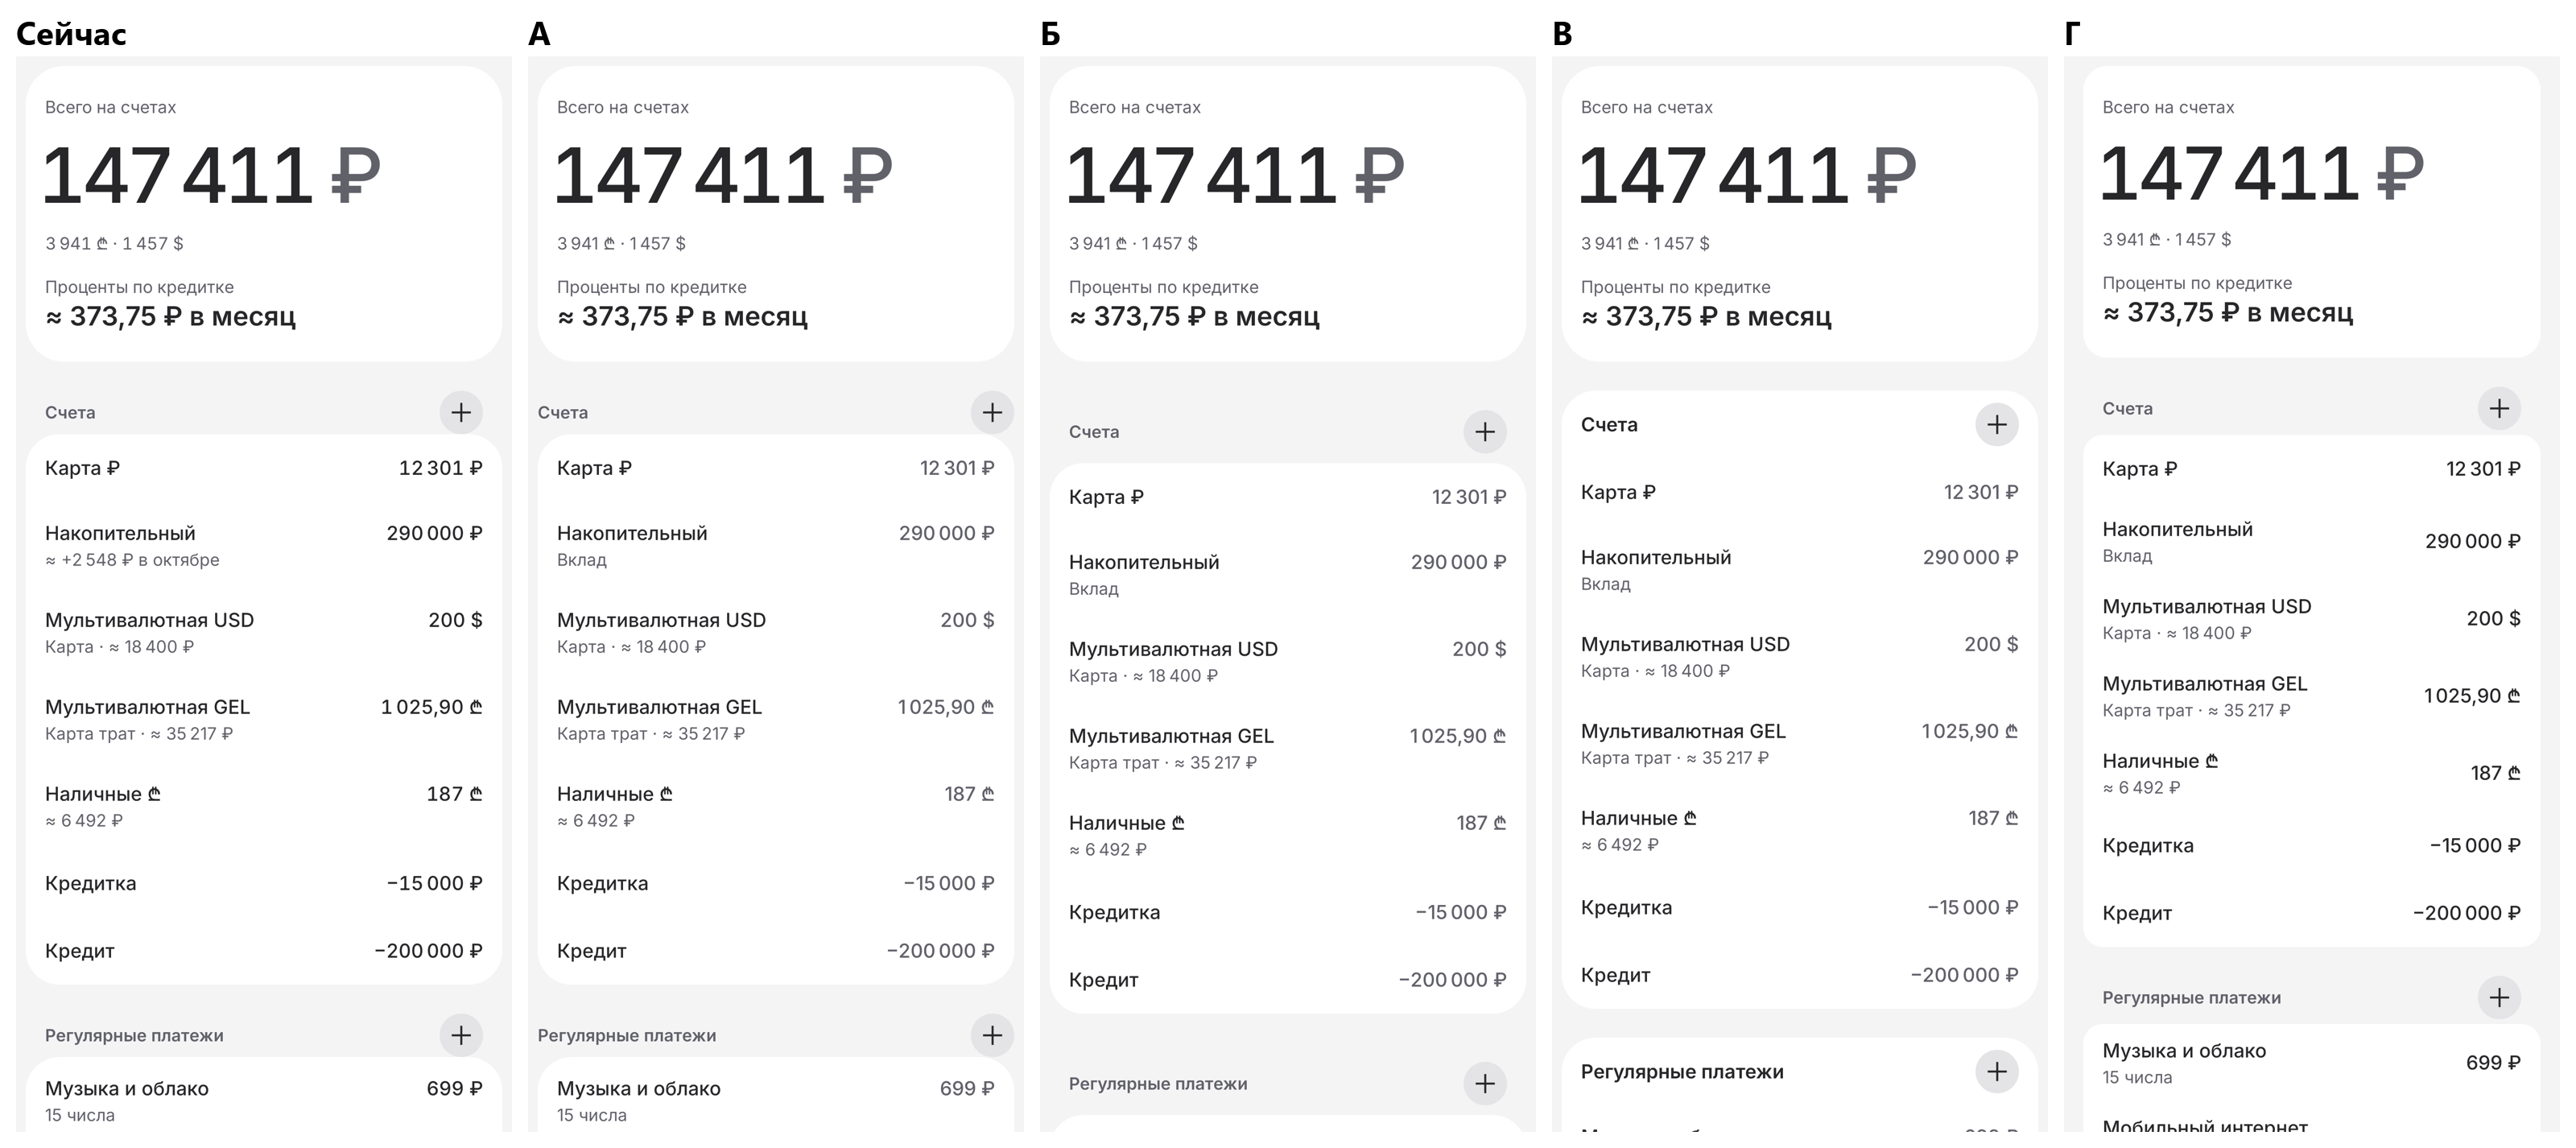 Сейчас
Всего на счетах
147 411 ₽
3 941 ₾ · 1 457 $
Проценты по кредитке
≈ 373,75 ₽ в месяц
Счета
Карта ₽ 12 301 ₽
Накопительный 290 000 ₽
≈ +2 548 ₽ в октябре
Мультивалютная USD 200 $
Карта · ≈ 18 400 ₽
Мультивалютная GEL 1 025,90 ₾
Карта трат · ≈ 35 217 ₽
Наличные ₾ 187 ₾
≈ 6 492 ₽
Кредитка −15 000 ₽
Кредит −200 000 ₽
Регулярные платежи
Музыка и облако 699 ₽
15 числа
А
Всего на счетах
147 411 ₽
3 941 ₾ · 1 457 $
Проценты по кредитке
≈ 373,75 ₽ в месяц
Счета
Карта ₽ 12 301 ₽
Накопительный 290 000 ₽
Вклад
Мультивалютная USD 200 $
Карта · ≈ 18 400 ₽
Мультивалютная GEL 1 025,90 ₾
Карта трат · ≈ 35 217 ₽
Наличные ₾ 187 ₾
≈ 6 492 ₽
Кредитка −15 000 ₽
Кредит −200 000 ₽
Регулярные платежи
Музыка и облако 699 ₽
15 числа
Б
Всего на счетах
147 411 ₽
3 941 ₾ · 1 457 $
Проценты по кредитке
≈ 373,75 ₽ в месяц
Счета
Карта ₽ 12 301 ₽
Накопительный 290 000 ₽
Вклад
Мультивалютная USD 200 $
Карта · ≈ 18 400 ₽
Мультивалютная GEL 1 025,90 ₾
Карта трат · ≈ 35 217 ₽
Наличные ₾ 187 ₾
≈ 6 492 ₽
Кредитка −15 000 ₽
Кредит −200 000 ₽
Регулярные платежи
В
Всего на счетах
147 411 ₽
3 941 ₾ · 1 457 $
Проценты по кредитке
≈ 373,75 ₽ в месяц
Счета
Карта ₽ 12 301 ₽
Накопительный 290 000 ₽
Вклад
Мультивалютная USD 200 $
Карта · ≈ 18 400 ₽
Мультивалютная GEL 1 025,90 ₾
Карта трат · ≈ 35 217 ₽
Наличные ₾ 187 ₾
≈ 6 492 ₽
Кредитка −15 000 ₽
Кредит −200 000 ₽
Регулярные платежи
Г
Всего на счетах
147 411 ₽
3 941 ₾ · 1 457 $
Проценты по кредитке
≈ 373,75 ₽ в месяц
Счета
Карта ₽ 12 301 ₽
Накопительный 290 000 ₽
Вклад
Мультивалютная USD 200 $
Карта · ≈ 18 400 ₽
Мультивалютная GEL 1 025,90 ₾
Карта трат · ≈ 35 217 ₽
Наличные ₾ 187 ₾
≈ 6 492 ₽
Кредитка −15 000 ₽
Кредит −200 000 ₽
Регулярные платежи
Музыка и облако 699 ₽
15 числа
Мобильный интернет